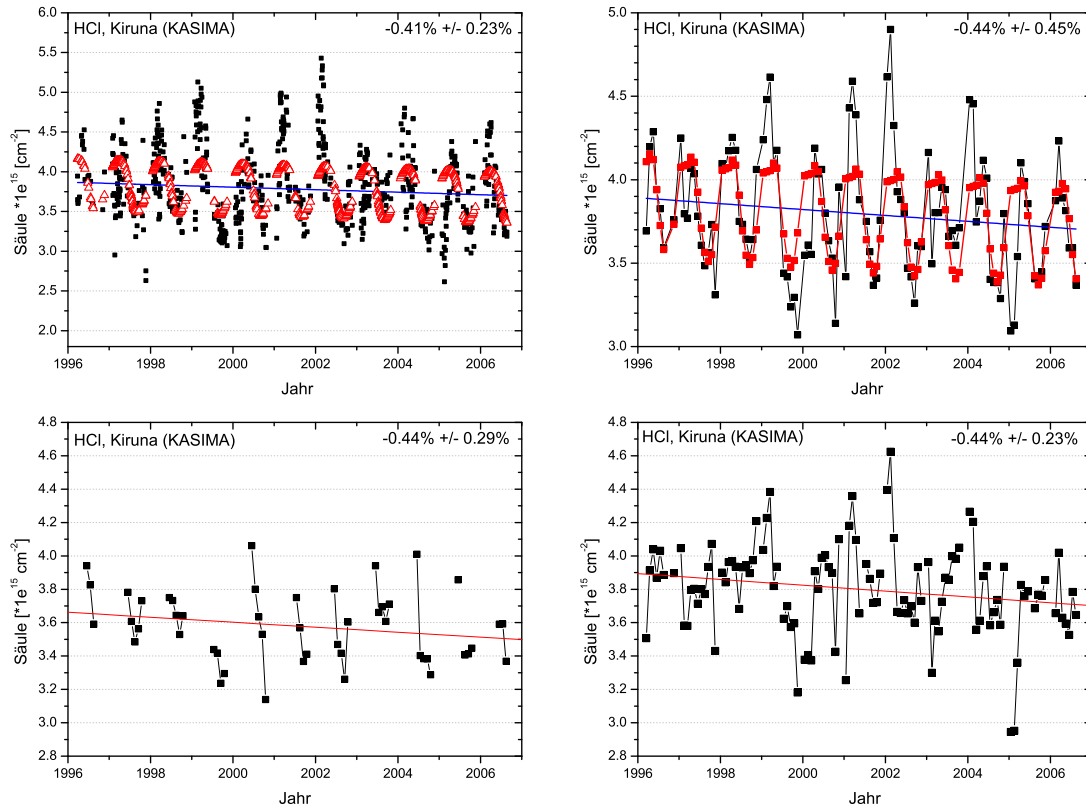 HCl, Kiruna (KASIMA) -0.41% +/- 0.23%
6.0
5.5
5.0
4.5
4.0
3.5
3.0
2.5
2.0
Säule *1e¹⁵ [cm⁻²]
1996 1998 2000 2002 2004 2006
Jahr
HCl, Kiruna (KASIMA) -0.44% +/- 0.45%
5.0
4.5
4.0
3.5
3.0
Säule *1e¹⁵ [cm⁻²]
1996 1998 2000 2002 2004 2006
Jahr
HCl, Kiruna (KASIMA) -0.44% +/- 0.29%
4.8
4.6
4.4
4.2
4.0
3.8
3.6
3.4
3.2
3.0
2.8
Säule [*1e¹⁵ cm⁻²]
1996 1998 2000 2002 2004 2006
Jahr
HCl, Kiruna (KASIMA) -0.44% +/- 0.23%
4.8
4.6
4.4
4.2
4.0
3.8
3.6
3.4
3.2
3.0
2.8
Säule [*1e¹⁵ cm⁻²]
1996 1998 2000 2002 2004 2006
Jahr